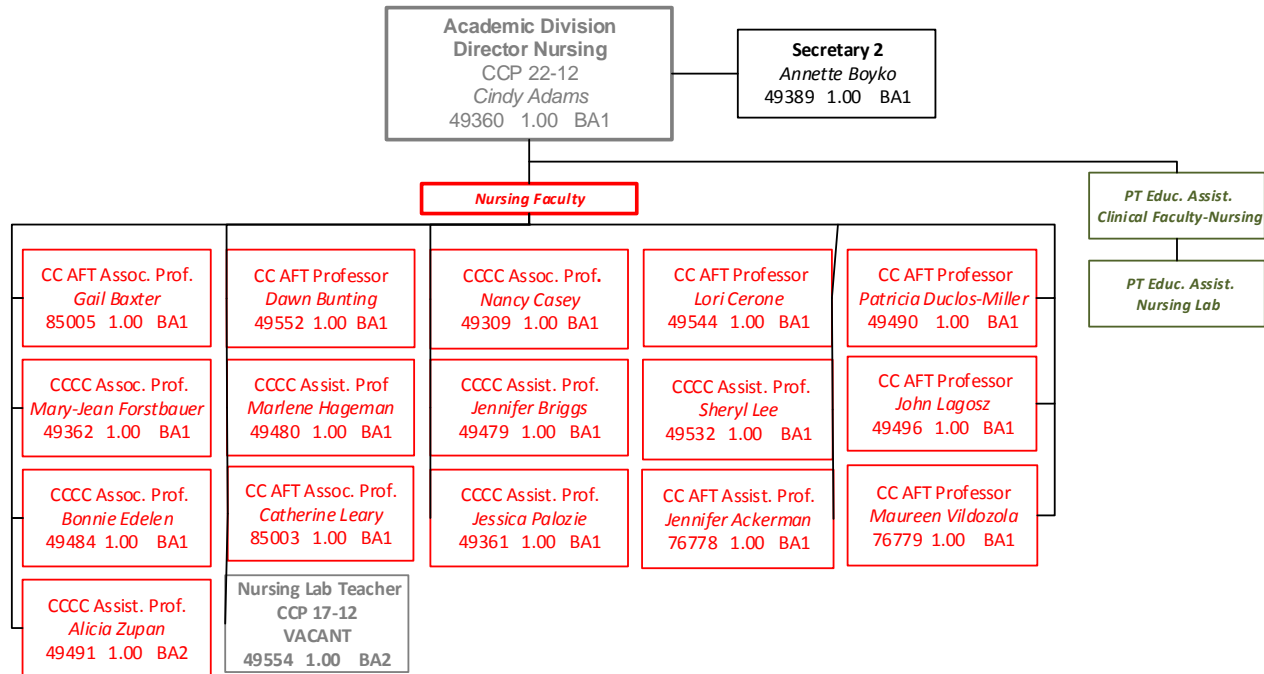 Academic Division
Director Nursing
CCP 22-12
Cindy Adams
49360 1.00 BA1
Secretary 2
Annette Boyko
49389 1.00 BA1
Nursing Faculty
PT Educ. Assist.
Clinical Faculty-Nursing
PT Educ. Assist.
Nursing Lab
CC AFT Assoc. Prof.
Gail Baxter
85005 1.00 BA1
CC AFT Professor
Dawn Bunting
49552 1.00 BA1
CCCC Assoc. Prof.
Nancy Casey
49309 1.00 BA1
CC AFT Professor
Lori Cerone
49544 1.00 BA1
CC AFT Professor
Patricia Duclos-Miller
49490 1.00 BA1
CCCC Assoc. Prof.
Mary-Jean Forstbauer
49362 1.00 BA1
CCCC Assist. Prof
Marlene Hageman
49480 1.00 BA1
CCCC Assist. Prof.
Jennifer Briggs
49479 1.00 BA1
CCCC Assist. Prof.
Sheryl Lee
49532 1.00 BA1
CC AFT Professor
John Lagosz
49496 1.00 BA1
CCCC Assoc. Prof.
Bonnie Edelen
49484 1.00 BA1
CC AFT Assoc. Prof.
Catherine Leary
85003 1.00 BA1
CCCC Assist. Prof.
Jessica Palozie
49361 1.00 BA1
CC AFT Assist. Prof.
Jennifer Ackerman
76778 1.00 BA1
CC AFT Professor
Maureen Vildozola
76779 1.00 BA1
CCCC Assist. Prof.
Alicia Zupan
49491 1.00 BA2
Nursing Lab Teacher
CCP 17-12
VACANT
49554 1.00 BA2